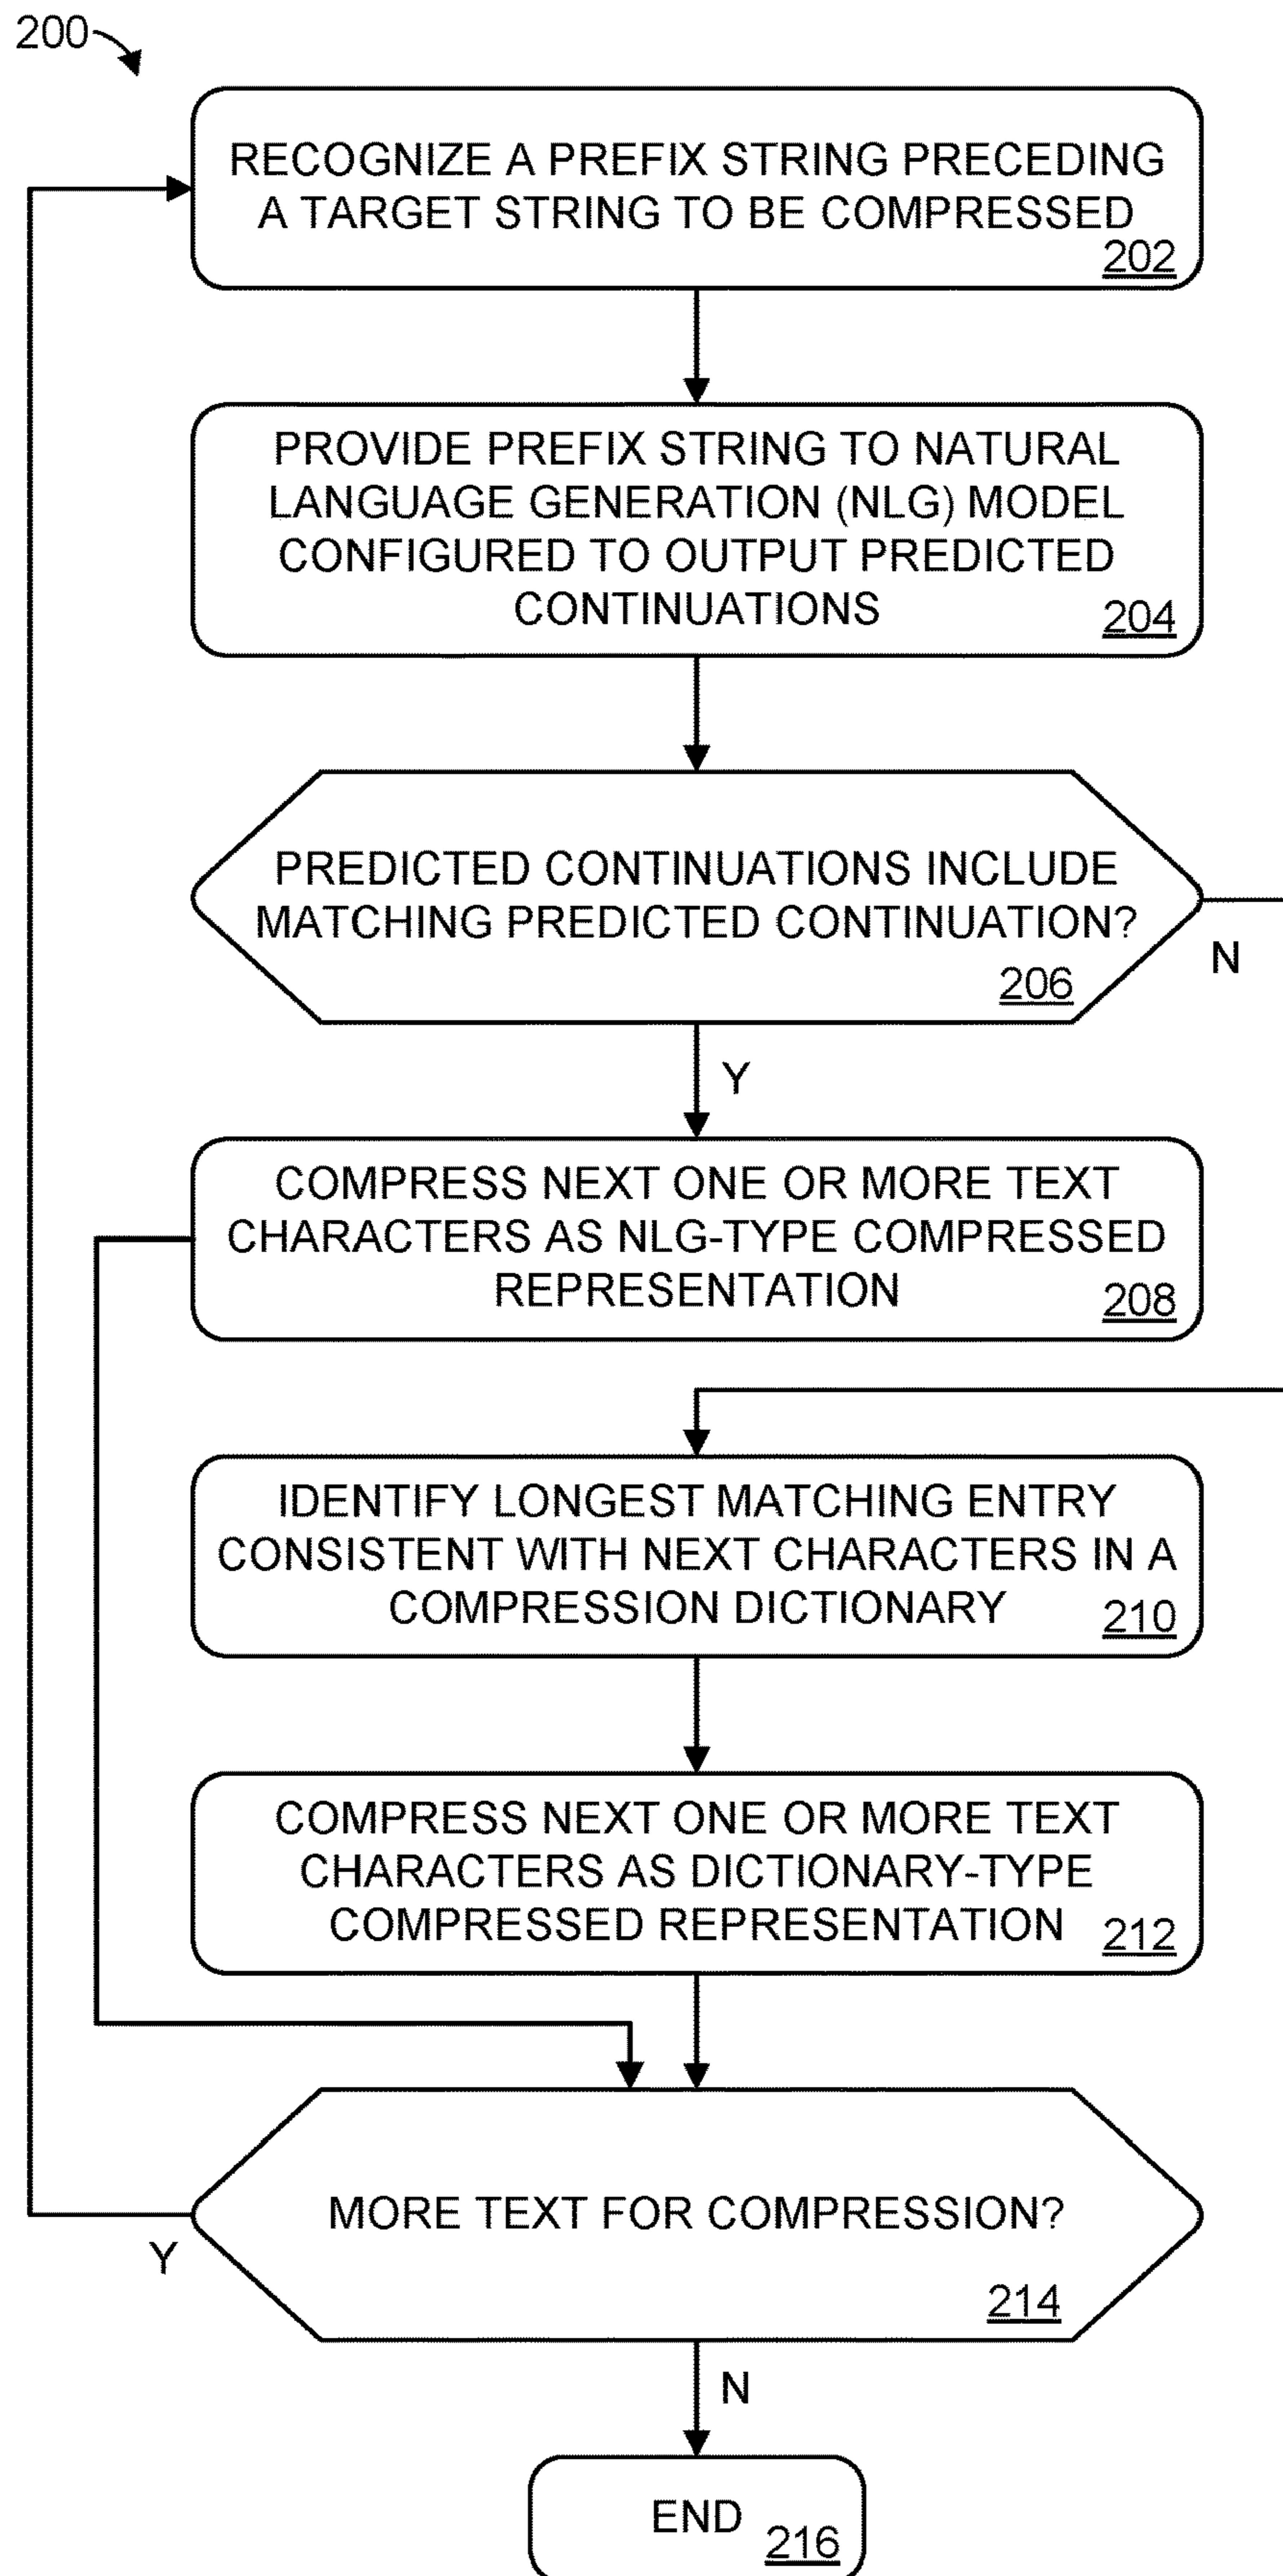 200
RECOGNIZE A PREFIX STRING PRECEDING
A TARGET STRING TO BE COMPRESSED
202
PROVIDE PREFIX STRING TO NATURAL
LANGUAGE GENERATION (NLG) MODEL
CONFIGURED TO OUTPUT PREDICTED
CONTINUATIONS
204
PREDICTED CONTINUATIONS INCLUDE
MATCHING PREDICTED CONTINUATION?
N
206
Y
COMPRESS NEXT ONE OR MORE TEXT
CHARACTERS AS NLG-TYPE COMPRESSED
REPRESENTATION
208
IDENTIFY LONGEST MATCHING ENTRY
CONSISTENT WITH NEXT CHARACTERS IN A
COMPRESSION DICTIONARY
210
COMPRESS NEXT ONE OR MORE TEXT
CHARACTERS AS DICTIONARY-TYPE
COMPRESSED REPRESENTATION
212
MORE TEXT FOR COMPRESSION?
Y
214
N
END
216